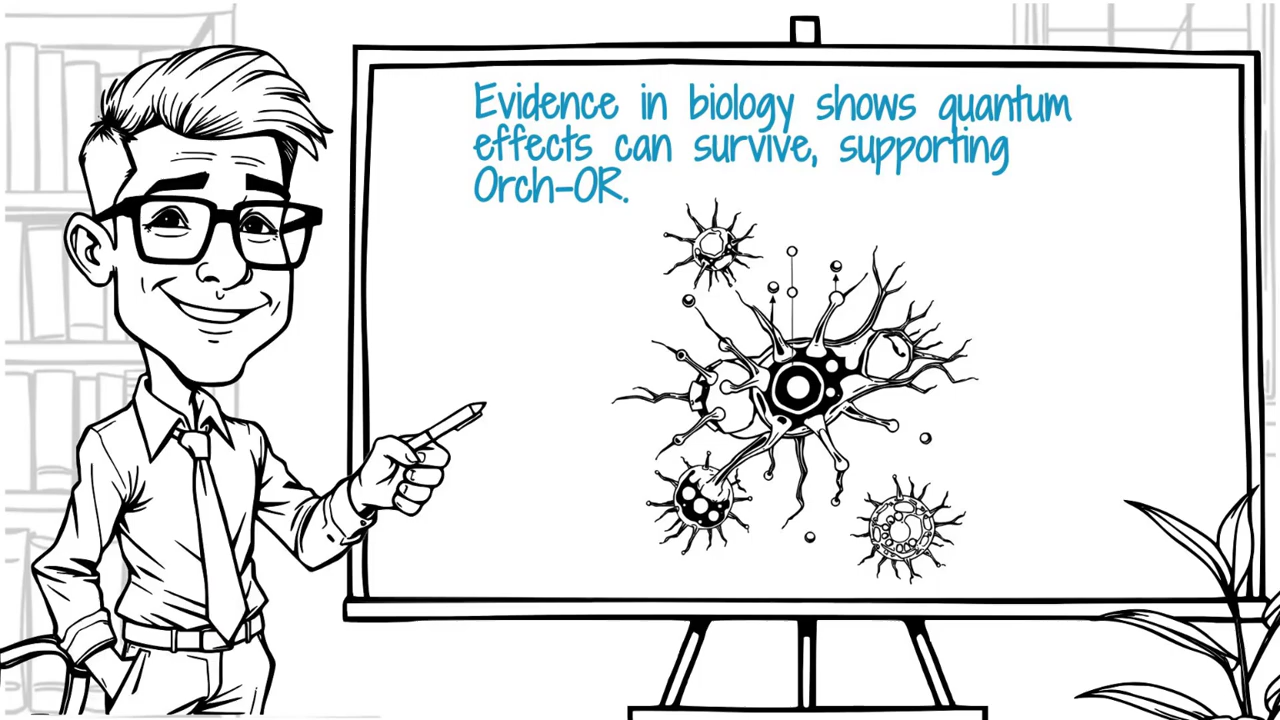 Evidence in biology shows quantum
effects can survive, supporting
Orch-OR.